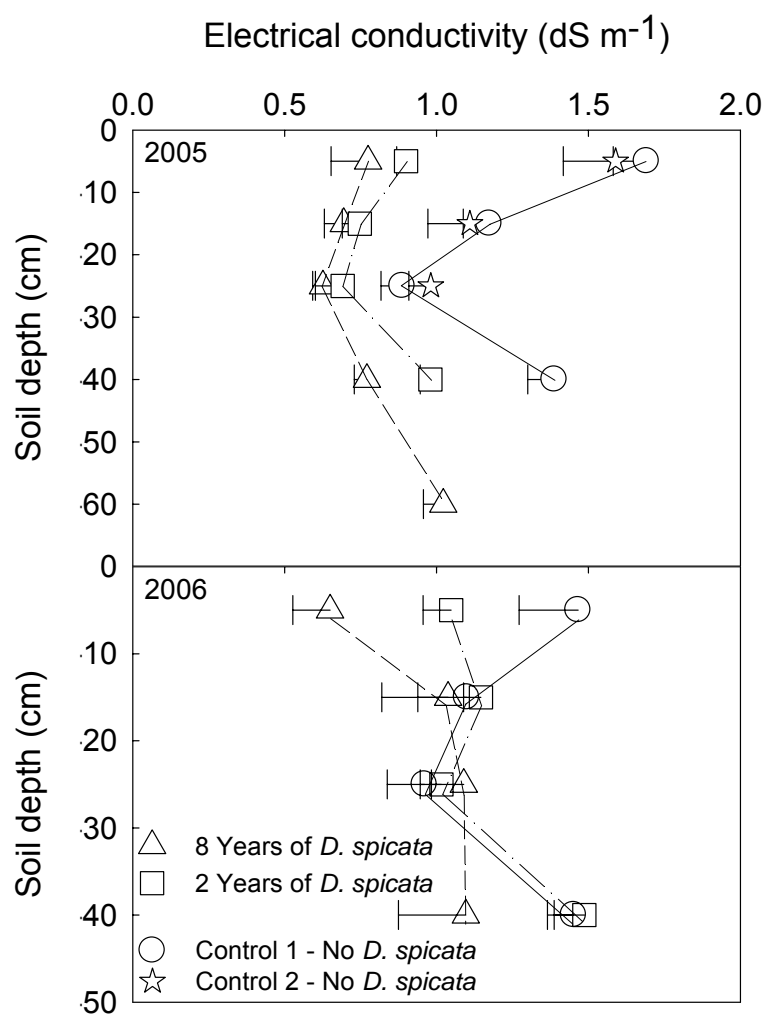 Electrical conductivity (dS m-1)
0.0 0.5 1.0 1.5 2.0
0
2005
10
20
30
40
50
60
Soil depth (cm)
0
2006
10
20
30
40
50
Soil depth (cm)
8 Years of D. spicata
2 Years of D. spicata
Control 1 - No D. spicata
Control 2 - No D. spicata